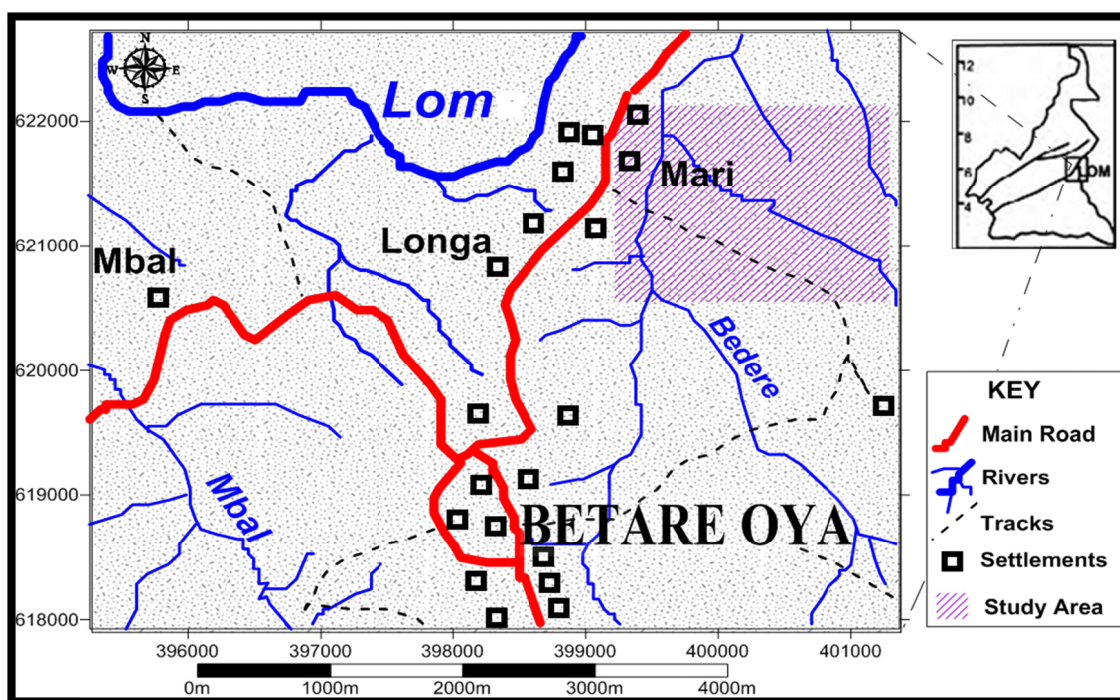 N
W E
S
Lom
622000
Mari
621000
Longa
Mbal
620000
Bedere
619000
Mbal
BETARE OYA
618000
396000 397000 398000 399000 400000 401000
0m 1000m 2000m 3000m 4000m
12
10
8
6
LOM
4
KEY
Main Road
Rivers
Tracks
Settlements
Study Area